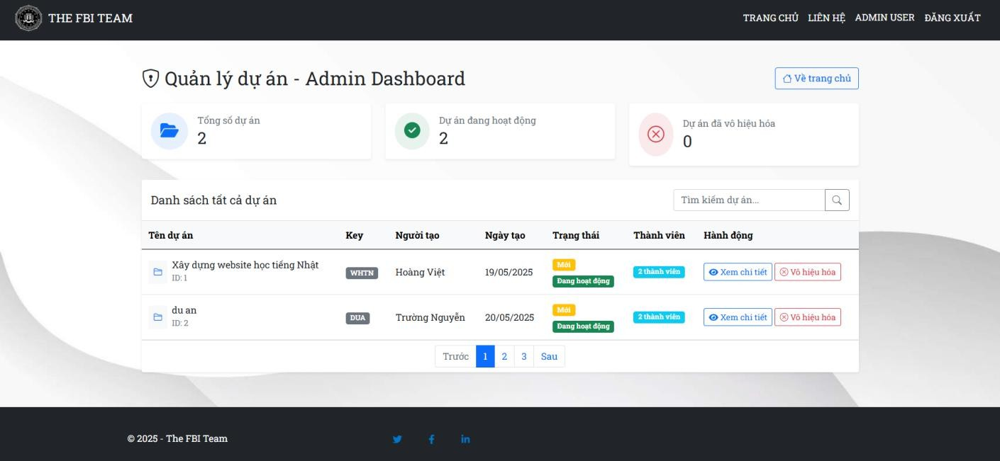 THE FBI TEAM
TRANG CHỦ LIÊN HỆ ADMIN USER ĐĂNG XUẤT
Quản lý dự án - Admin Dashboard
Về trang chủ
Tổng số dự án
2
Dự án đang hoạt động
2
Dự án đã vô hiệu hóa
0
Danh sách tất cả dự án
Tìm kiếm dự án...
Tên dự án Key Người tạo Ngày tạo Trạng thái Thành viên Hành động
Xây dựng website học tiếng Nhật
ID: 1
WHTN Hoàng Việt 19/05/2025
Mới
Đang hoạt động
2 thành viên
Xem chi tiết Vô hiệu hóa
du an
ID: 2
DUA Trường Nguyễn 20/05/2025
Mới
Đang hoạt động
2 thành viên
Xem chi tiết Vô hiệu hóa
Trước 1 2 3 Sau
© 2025 - The FBI Team